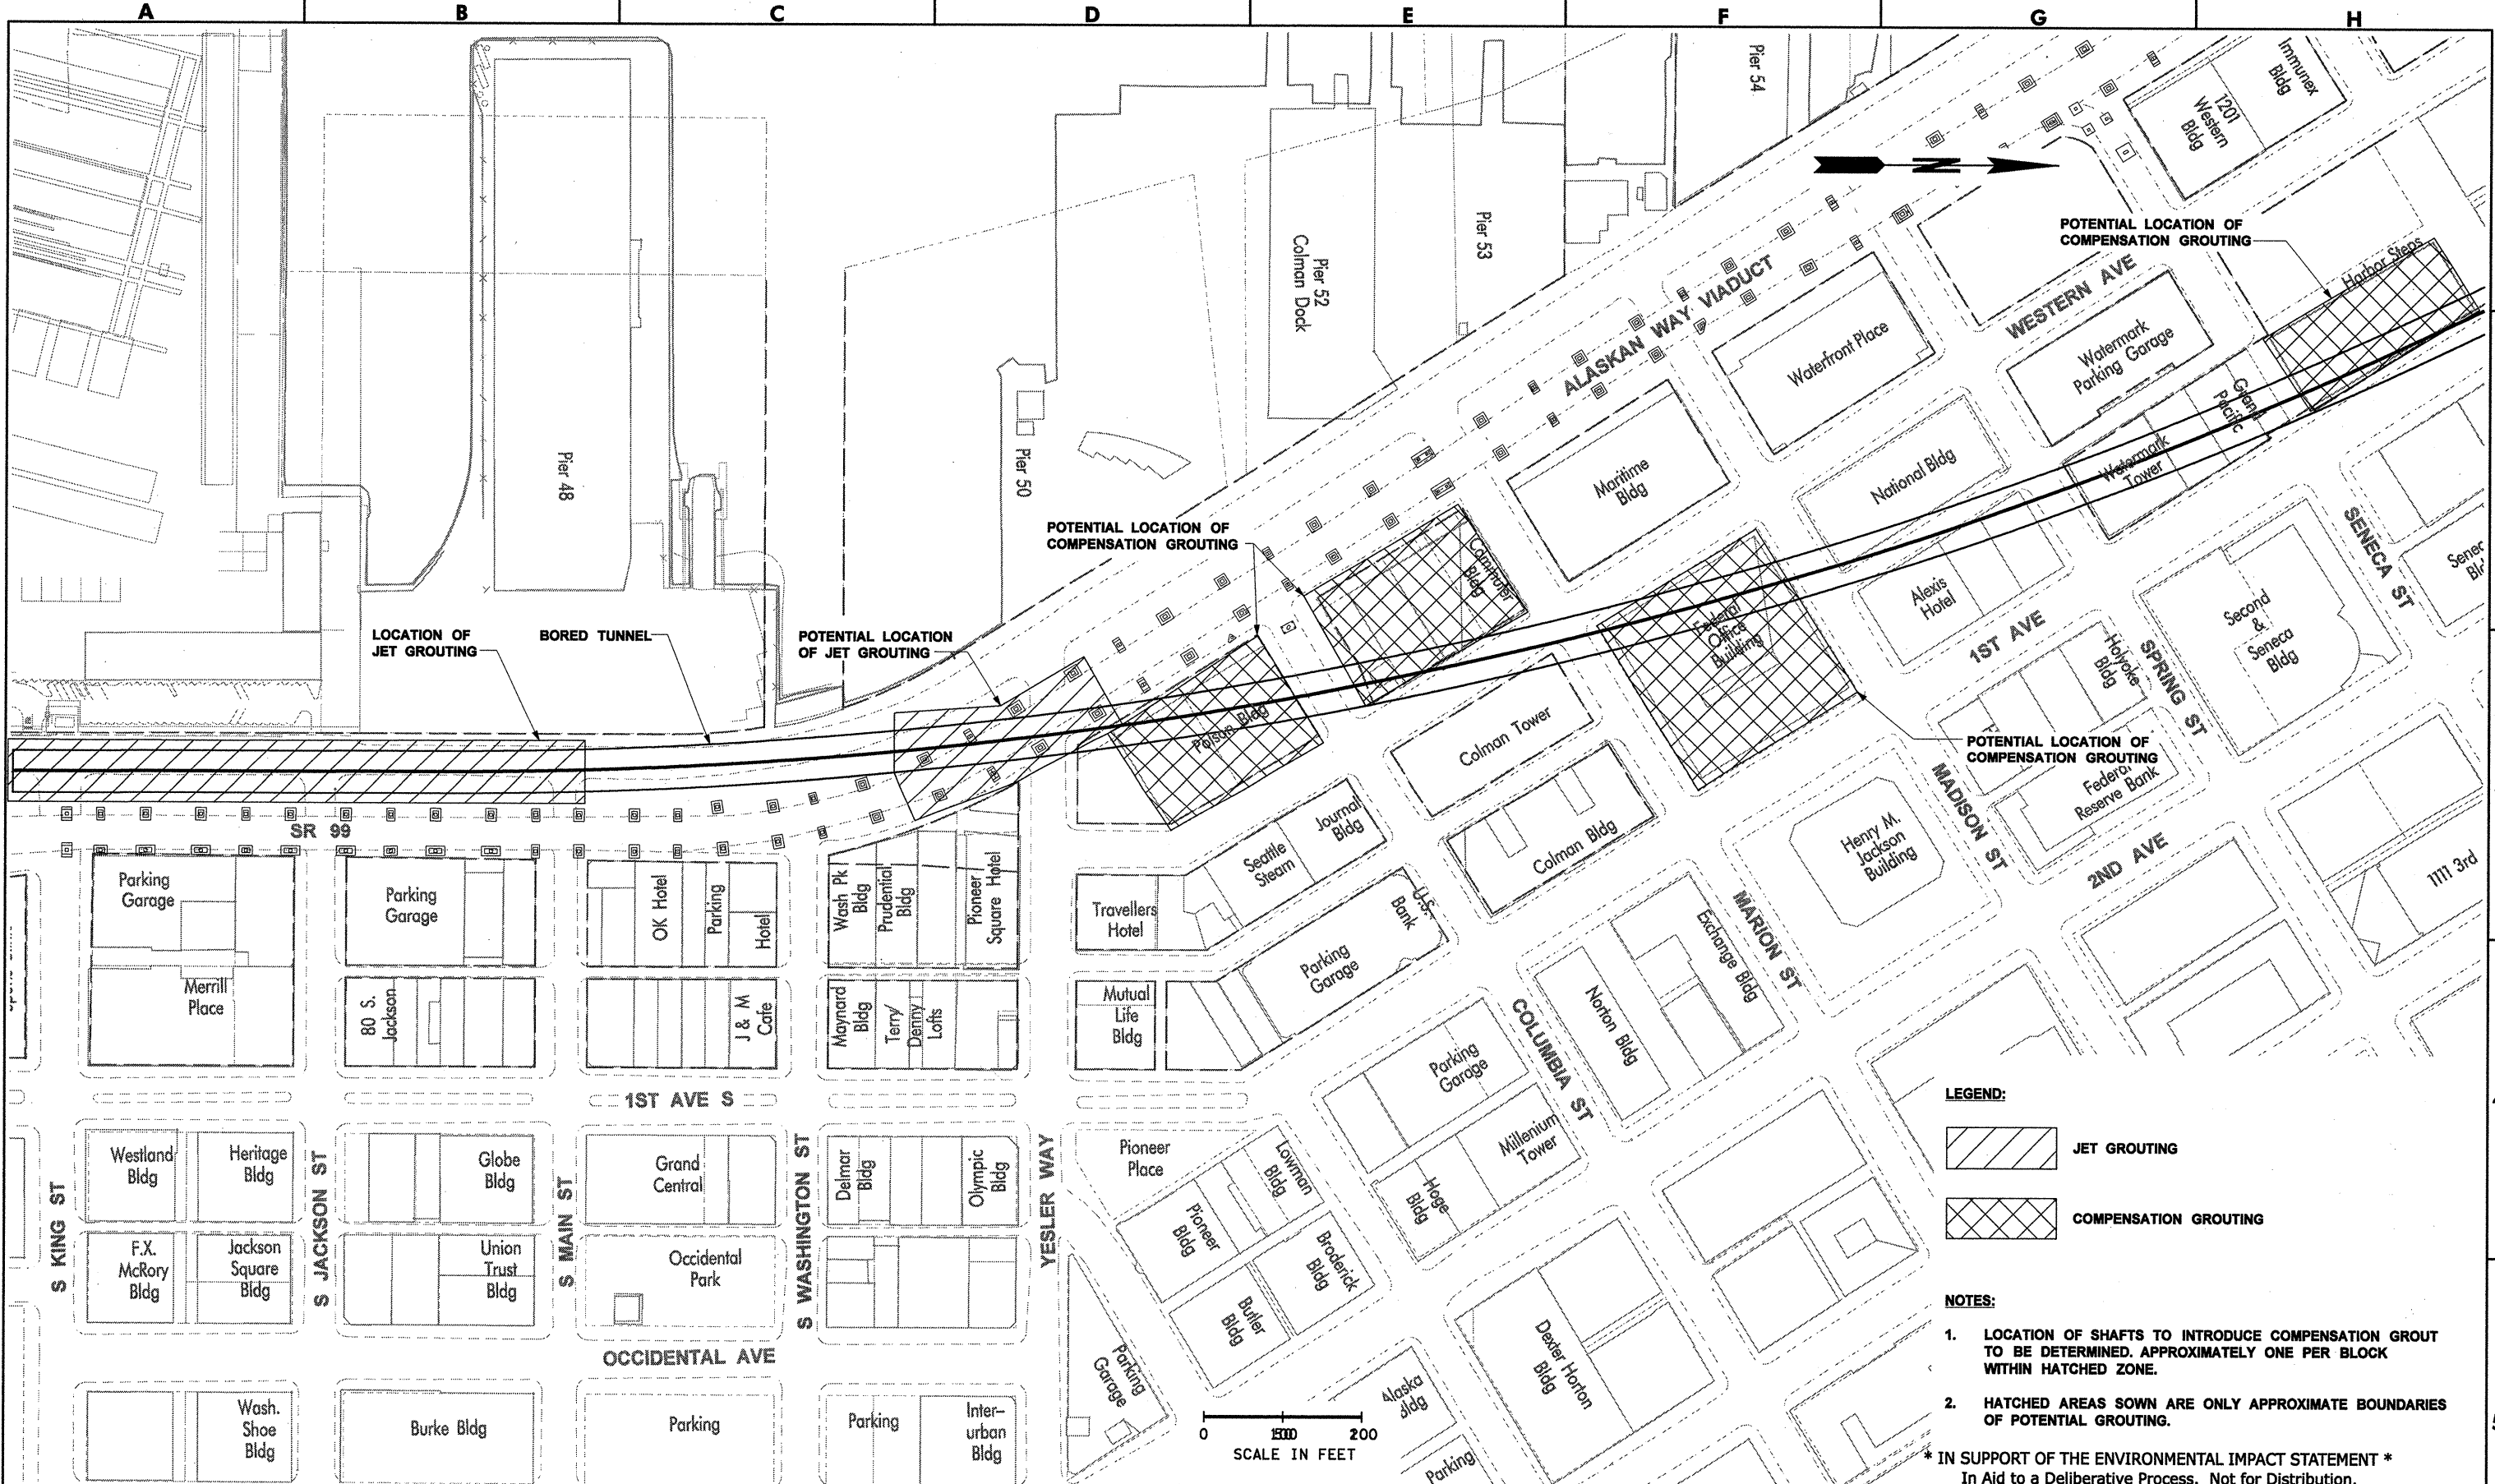 A
B
C
D
E
F
G
H
Pier 54
Immunex
Bldg
1201
Western
Bldg
N
POTENTIAL LOCATION OF
COMPENSATION GROUTING
Harbor Steps
Pier 53
Pier 52
Colman Dock
ALASKAN WAY VIADUCT
WESTERN AVE
Waterfront Place
Watermark
Parking Garage
Grand
Pacific
Pier 48
Pier 50
Maritime
Bldg
National Bldg
Watermark
Tower
POTENTIAL LOCATION OF
COMPENSATION GROUTING
Commuter
Bldg
SENECA ST
Bldg
LOCATION OF
JET GROUTING
BORED TUNNEL
POTENTIAL LOCATION
OF JET GROUTING
Federal
Office
Building
Alexis
Hotel
1ST AVE
Holyoke
Bldg
SPRING ST
Second
&
Seneca
Bldg
Polson Bldg
Colman Tower
POTENTIAL LOCATION OF
COMPENSATION GROUTING
Federal
Reserve Bank
MADISON ST
2ND AVE
SR 99
Journal
Bldg
Seattle
Steam
Colman Bldg
Henry M.
Jackson
Building
1111 3rd
Parking
Garage
Parking
Garage
OK Hotel
Parking
Hotel
Wash Pk
Bldg
Prudential
Bldg
Pioneer
Square Hotel
Travellers
Hotel
U.S.
Bank
Parking
Garage
Exchange Bldg
MARION ST
Merrill
Place
80 S.
Jackson
J & M
Cafe
Maynard
Bldg
Terry/
Denny
Lofts
Mutual
Life
Bldg
Norton Bldg
COLUMBIA ST
Parking
Garage
Millenium
Tower
1ST AVE S
LEGEND:
JET GROUTING
COMPENSATION GROUTING
Westland
Bldg
Heritage
Bldg
Globe
Bldg
Grand
Central
Delmar
Bldg
Olympic
Bldg
Pioneer
Place
Lowman
Bldg
Hoge
Bldg
S KING ST
S JACKSON ST
S MAIN ST
S WASHINGTON ST
YESLER WAY
Pioneer
Bldg
Broderick
Bldg
F.X.
McRory
Bldg
Jackson
Square
Bldg
Union
Trust
Bldg
Occidental
Park
Butler
Bldg
OCCIDENTAL AVE
Parking
Garage
Dexter Horton
Bldg
Alaska
Bldg
Wash.
Shoe
Bldg
Burke Bldg
Parking
Parking
Inter-
urban
Bldg
Parking
0 100 200
SCALE IN FEET
NOTES:
1. LOCATION OF SHAFTS TO INTRODUCE COMPENSATION GROUT
TO BE DETERMINED. APPROXIMATELY ONE PER BLOCK
WITHIN HATCHED ZONE.
2. HATCHED AREAS SOWN ARE ONLY APPROXIMATE BOUNDARIES
OF POTENTIAL GROUTING.
* IN SUPPORT OF THE ENVIRONMENTAL IMPACT STATEMENT *
In Aid to a Deliberative Process. Not for Distribution.